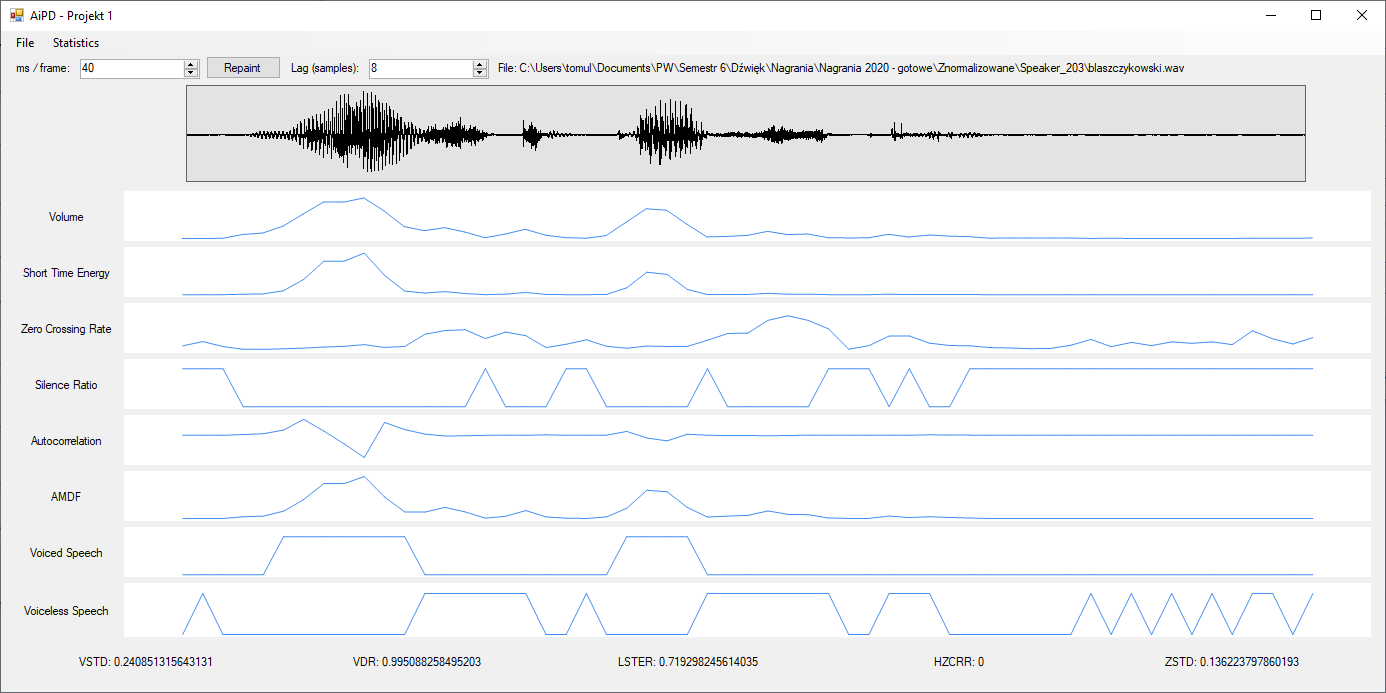 AiPD - Projekt 1
File Statistics
ms / frame: 40 Repaint Lag (samples): 8 File: C:\Users\tomul\Documents\PW\Semestr 6\Dźwięk\Nagrania\Nagrania 2020 - gotowe\Znormalizowane\Speaker_203\blaszczykowski.wav
Volume
Short Time Energy
Zero Crossing Rate
Silence Ratio
Autocorrelation
AMDF
Voiced Speech
Voiceless Speech
VSTD: 0.240851315643131 VDR: 0.995088258495203 LSTER: 0.719298245614035 HZCRR: 0 ZSTD: 0.136223797860193